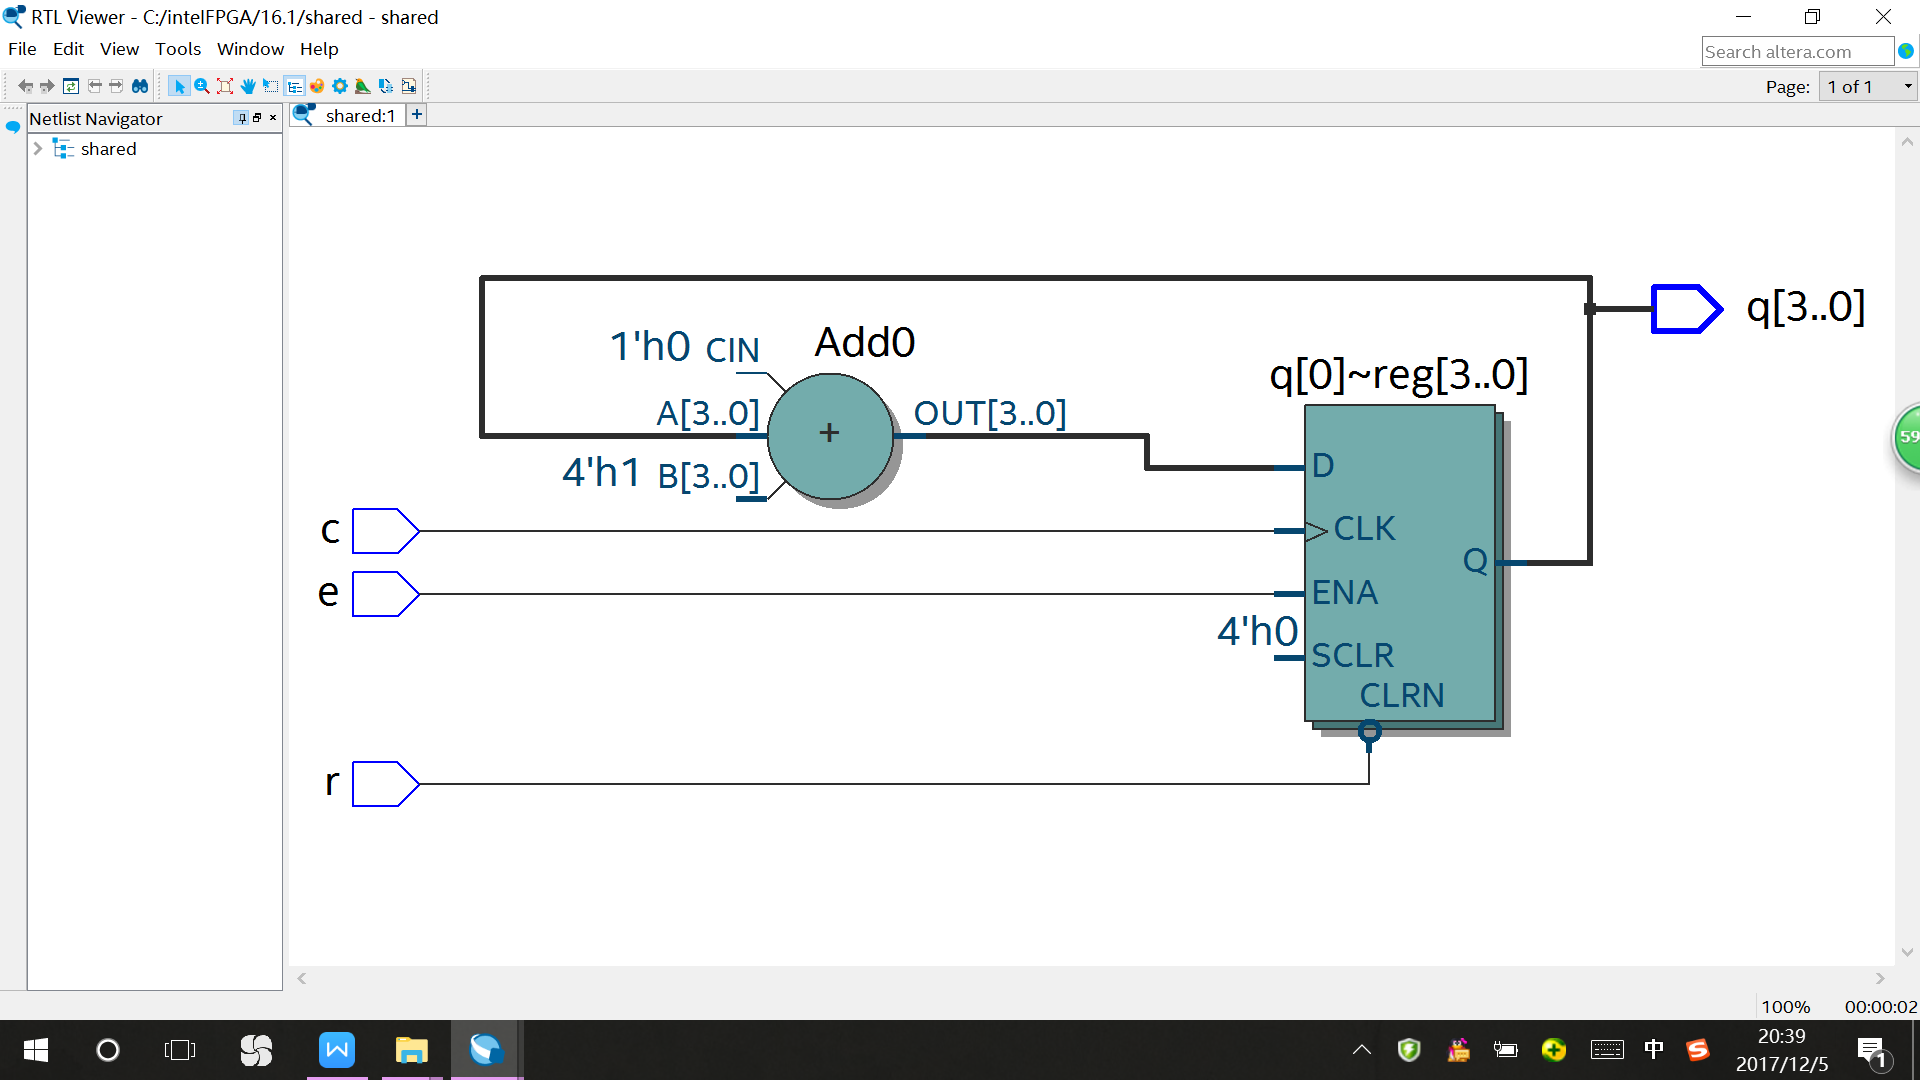 RTL Viewer - C:/intelFPGA/16.1/shared - shared
File Edit View Tools Window Help
Search altera.com
Page: 1 of 1
Netlist Navigator
shared:1
shared
q[3..0]
1'h0 CIN
Add0
q[0]~reg[3..0]
A[3..0]
OUT[3..0]
+
4'h1 B[3..0]
D
c
CLK
Q
e
ENA
4'h0
SCLR
CLRN
r
59
100% 00:00:02
中
20:39
2017/12/5
1